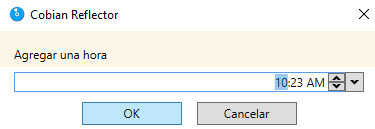 Cobian Reflector
Agregar una hora
10:23 AM
OK Cancelar